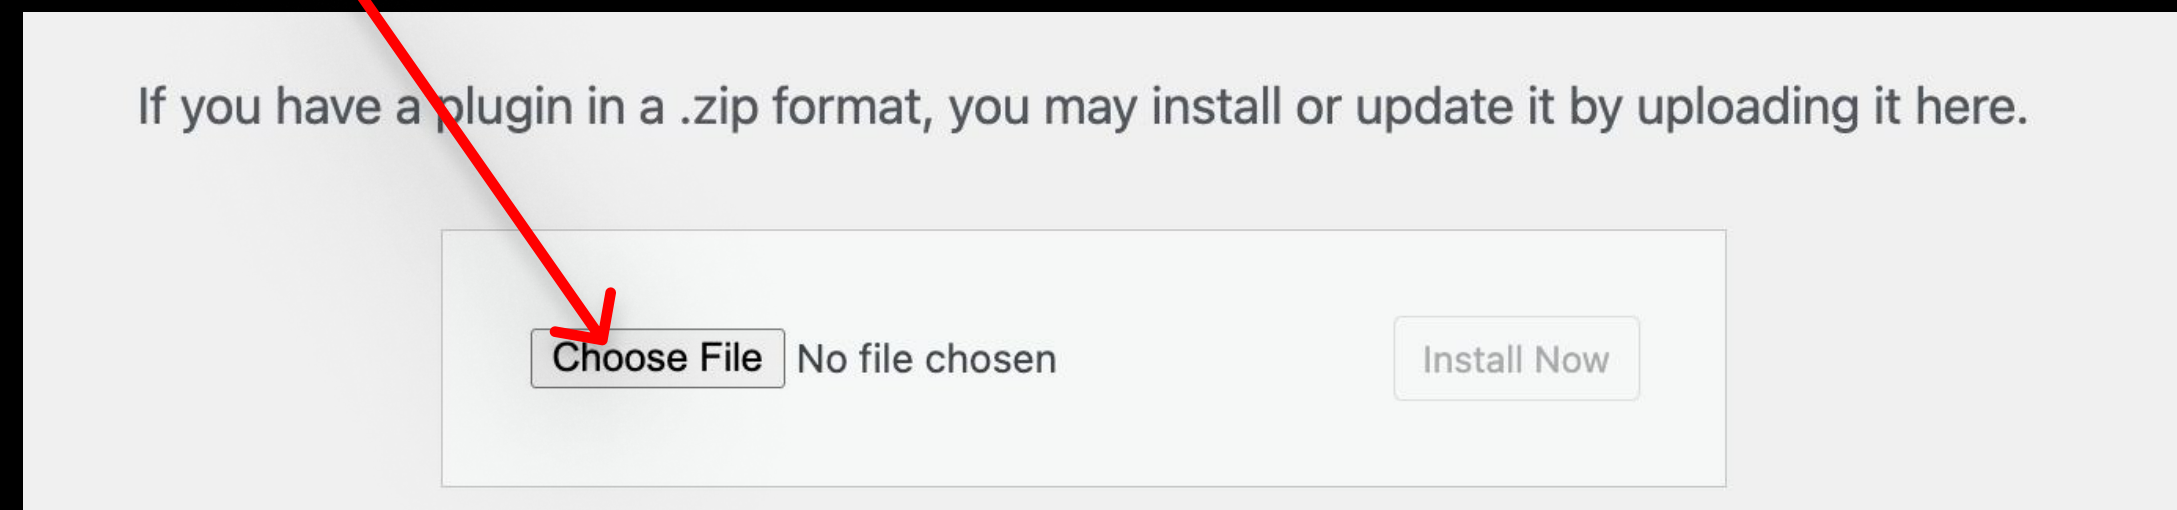 If you have a plugin in a .zip format, you may install or update it by uploading it here.
Choose File No file chosen Install Now